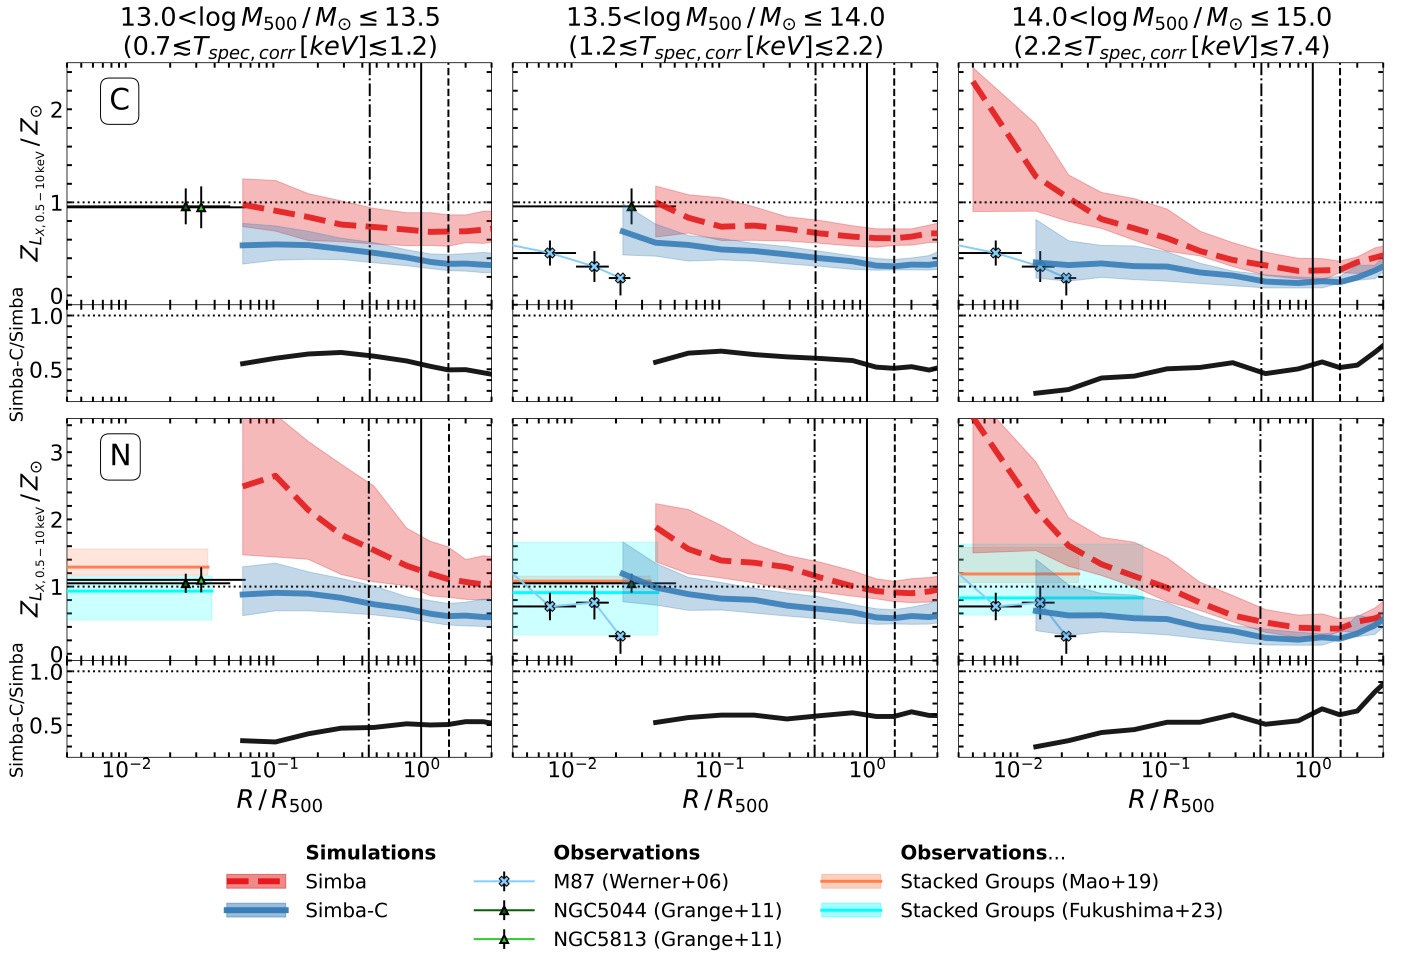 13.0<log M500 / M⊙ ≤ 13.5
(0.7≲Tspec, corr [keV]≲1.2)
13.5<log M500 / M⊙ ≤ 14.0
(1.2≲Tspec, corr [keV]≲2.2)
14.0<log M500 / M⊙ ≤ 15.0
(2.2≲Tspec, corr [keV]≲7.4)
C
ZLX, 0.5−10 keV / Z⊙
2
1
0
Simba-C/Simba
1.0
0.5
N
ZLX, 0.5−10 keV / Z⊙
3
2
1
0
Simba-C/Simba
1.0
0.5
10−2 10−1 100
10−2 10−1 100
10−2 10−1 100
R / R500
R / R500
R / R500
Simulations
Simba
Simba-C
Observations
M87 (Werner+06)
NGC5044 (Grange+11)
NGC5813 (Grange+11)
Observations...
Stacked Groups (Mao+19)
Stacked Groups (Fukushima+23)